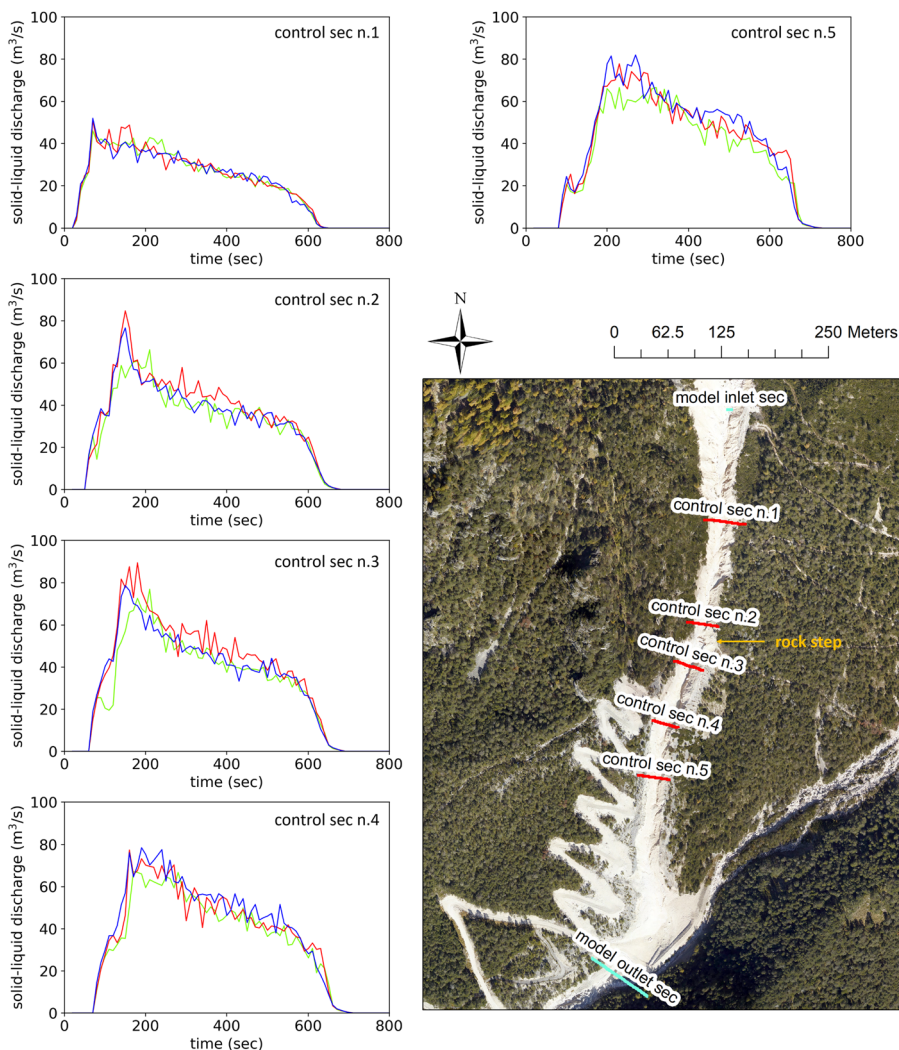 control sec n.1
solid-liquid discharge (m³/s)
100
80
60
40
20
0
0 200 400 600 800
time (sec)
control sec n.5
solid-liquid discharge (m³/s)
100
80
60
40
20
0
0 200 400 600 800
time (sec)
control sec n.2
solid-liquid discharge (m³/s)
100
80
60
40
20
0
0 200 400 600 800
time (sec)
control sec n.3
solid-liquid discharge (m³/s)
100
80
60
40
20
0
0 200 400 600 800
time (sec)
control sec n.4
solid-liquid discharge (m³/s)
100
80
60
40
20
0
0 200 400 600 800
time (sec)
N
0 62.5 125 250 Meters
model inlet sec
control sec n.1
control sec n.2
rock step
control sec n.3
control sec n.4
control sec n.5
model outlet sec